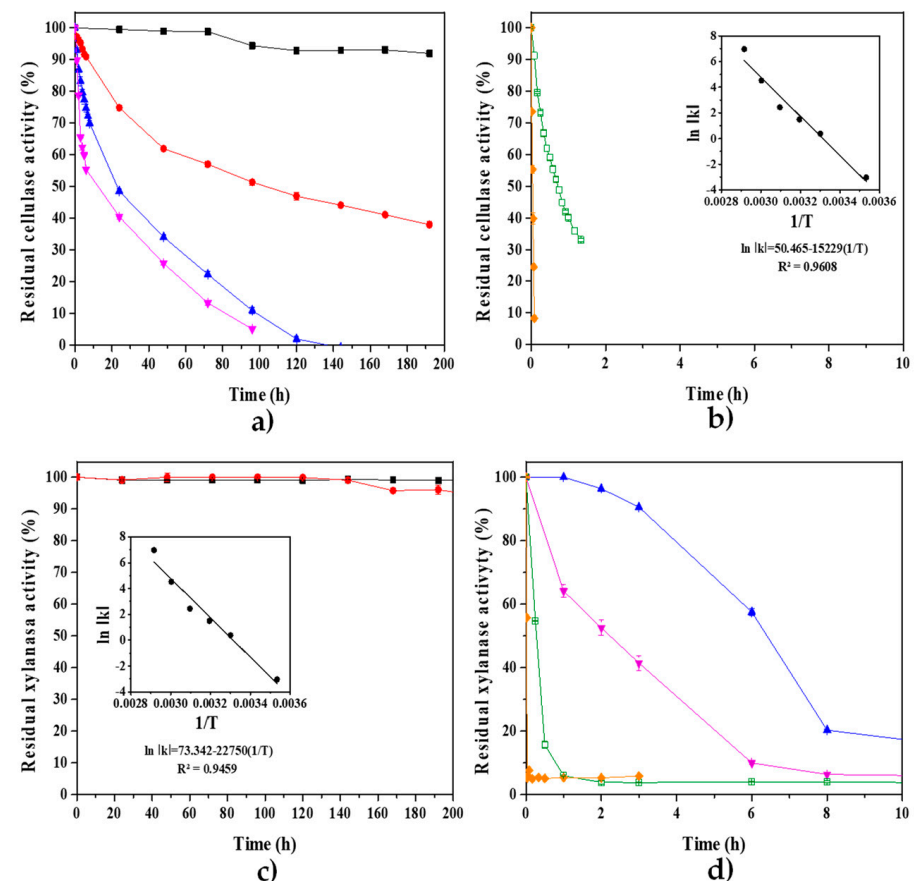 100
90
80
70
60
50
40
30
20
10
0
Residual cellulase activity (%)
0 20 40 60 80 100 120 140 160 180 200
Time (h)
a)
100
90
80
70
60
50
40
30
20
10
0
Residual cellulase activity (%)
8
6
4
2
0
-2
-4
ln |k|
0.0028 0.0030 0.0032 0.0034 0.0036
1/T
ln |k|=50.465-15229(1/T)
R² = 0.9608
0 2 4 6 8 10
Time (h)
b)
100
90
80
70
60
50
40
30
20
10
0
Residual xylanasa activity (%)
8
6
4
2
0
-2
-4
ln |k|
0.0028 0.0030 0.0032 0.0034 0.0036
1/T
ln |k|=73.342-22750(1/T)
R² = 0.9459
0 20 40 60 80 100 120 140 160 180 200
Time (h)
c)
100
80
60
40
20
0
Residual xylanase activyty (%)
0 2 4 6 8 10
Time (h)
d)